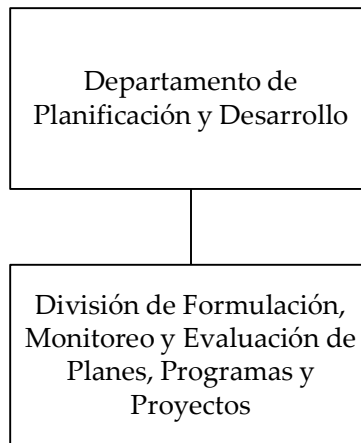 Departamento de
Planificación y Desarrollo
División de Formulación,
Monitoreo y Evaluación de
Planes, Programas y
Proyectos